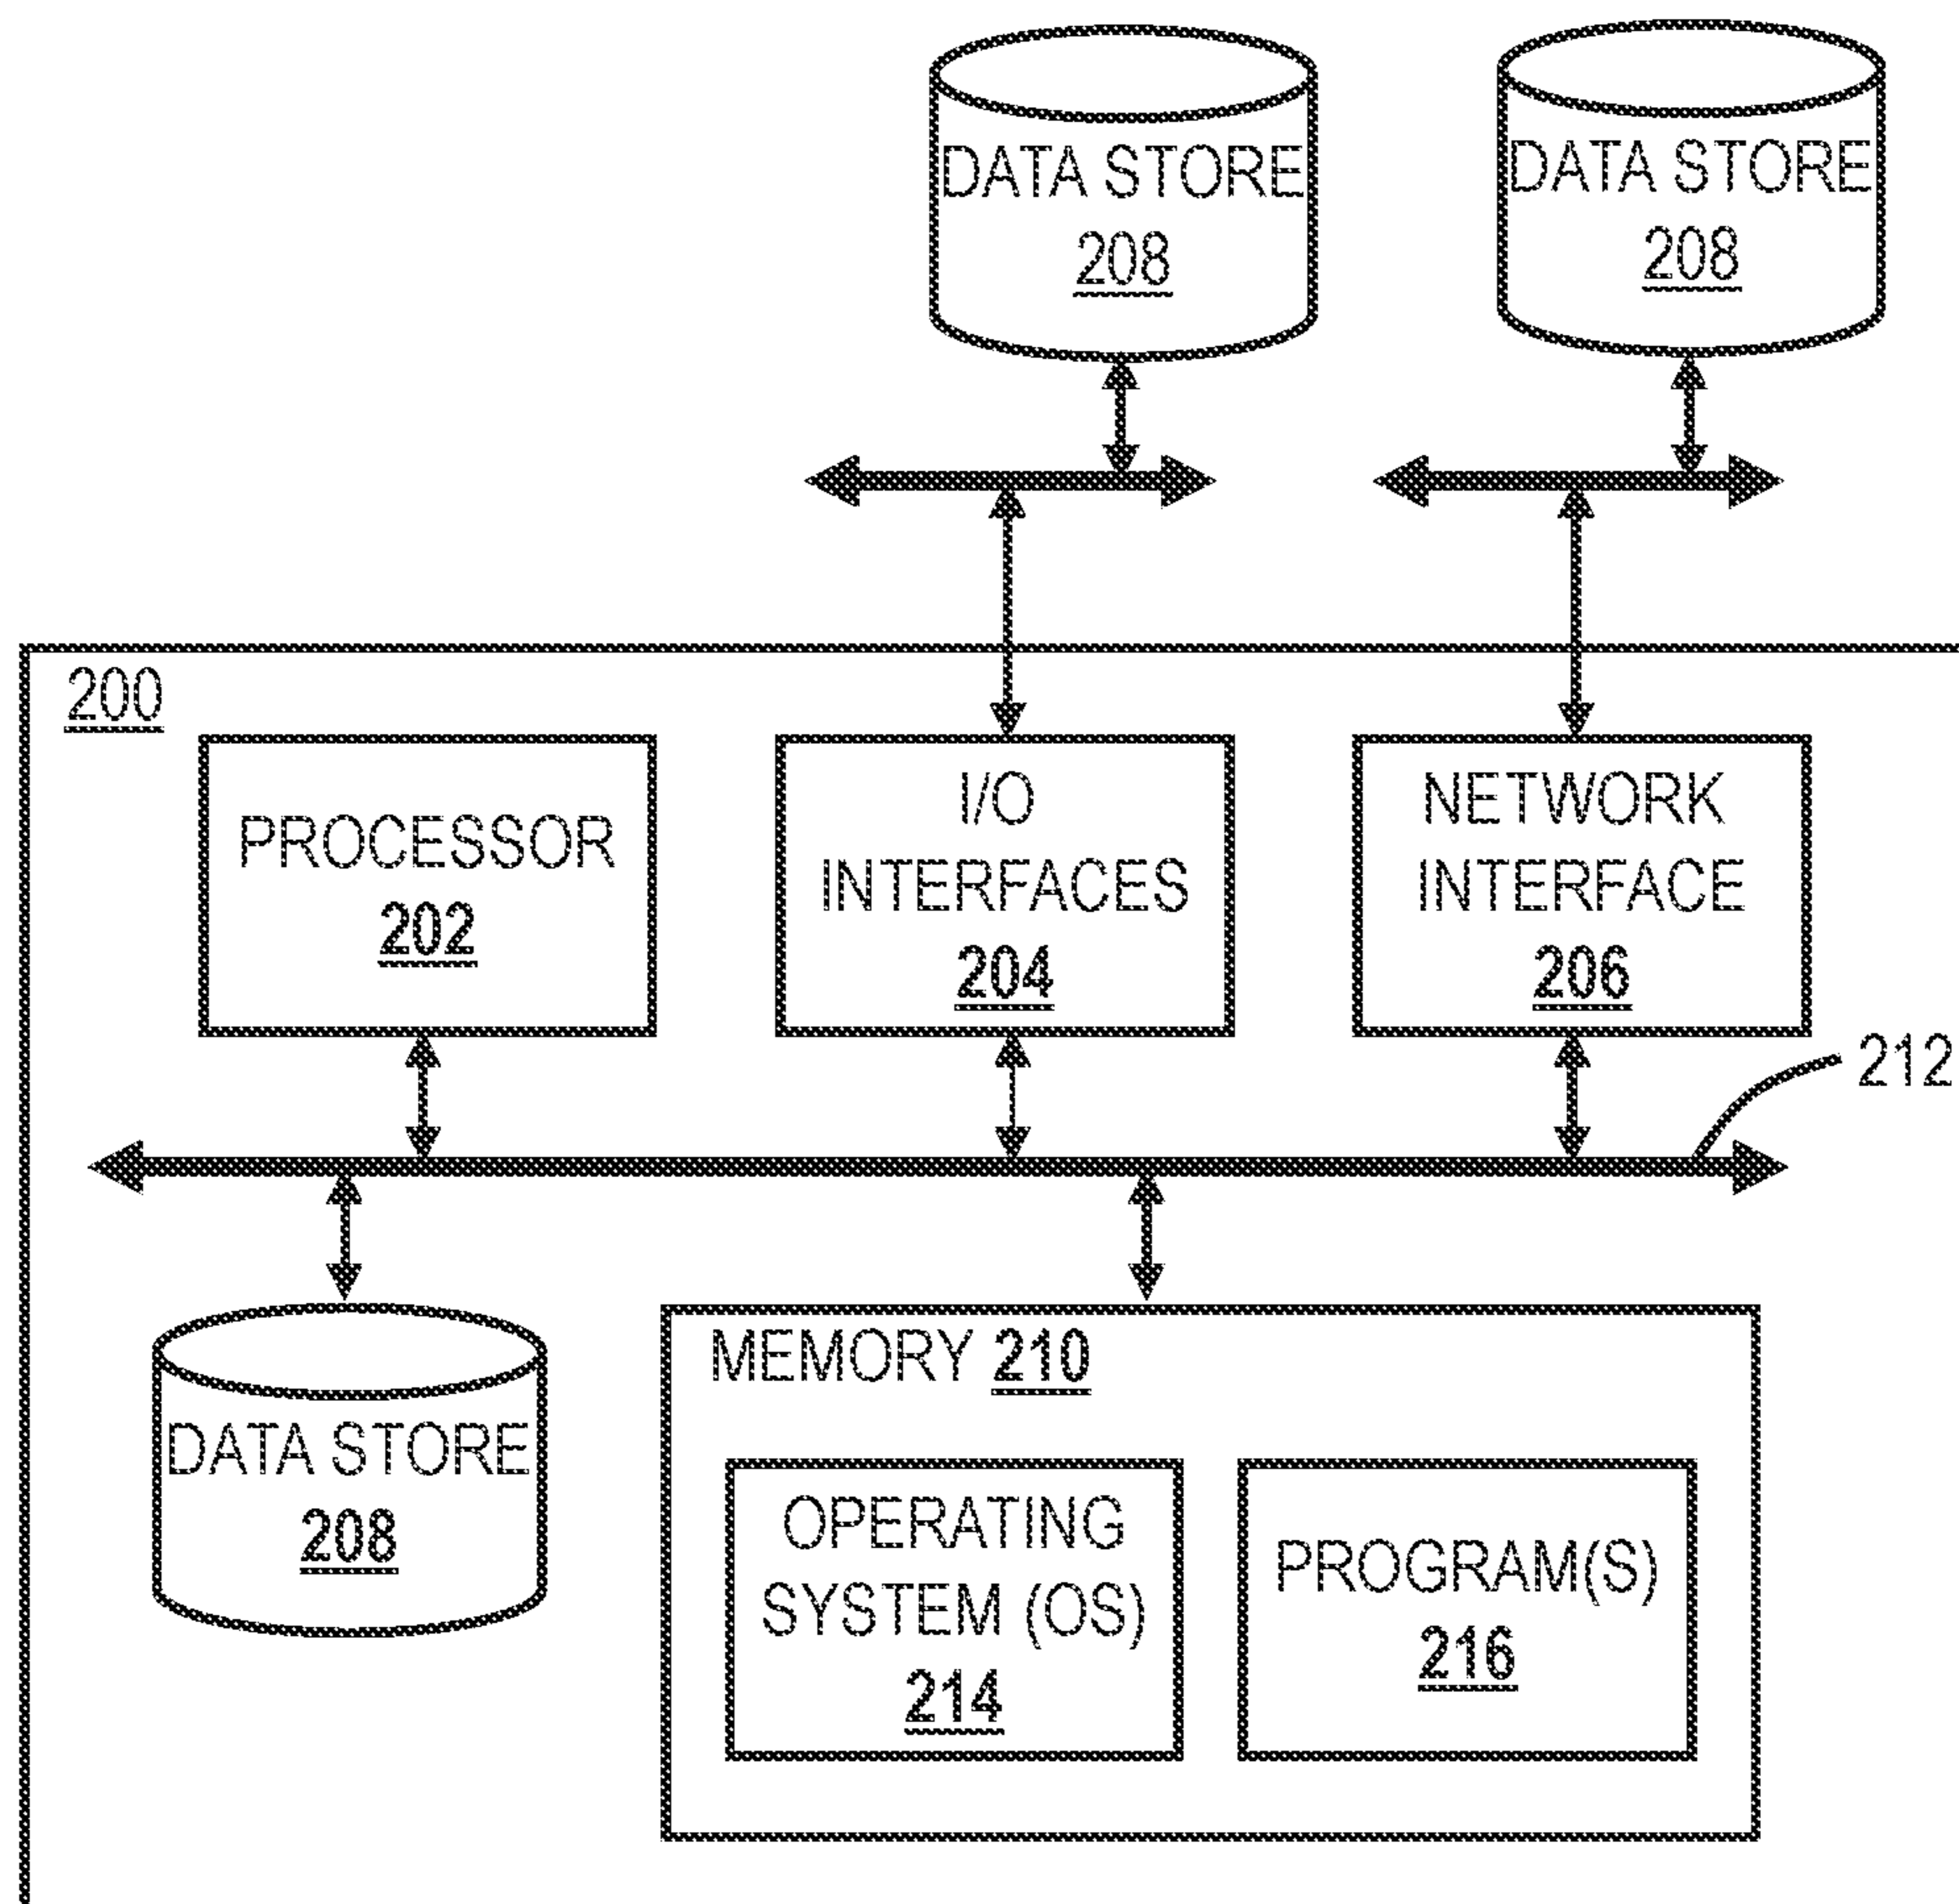 DATA STORE
208
DATA STORE
208
200
PROCESSOR
202
I/O
INTERFACES
204
NETWORK
INTERFACE
206
212
DATA STORE
208
MEMORY 210
OPERATING
SYSTEM (OS)
214
PROGRAM(S)
216